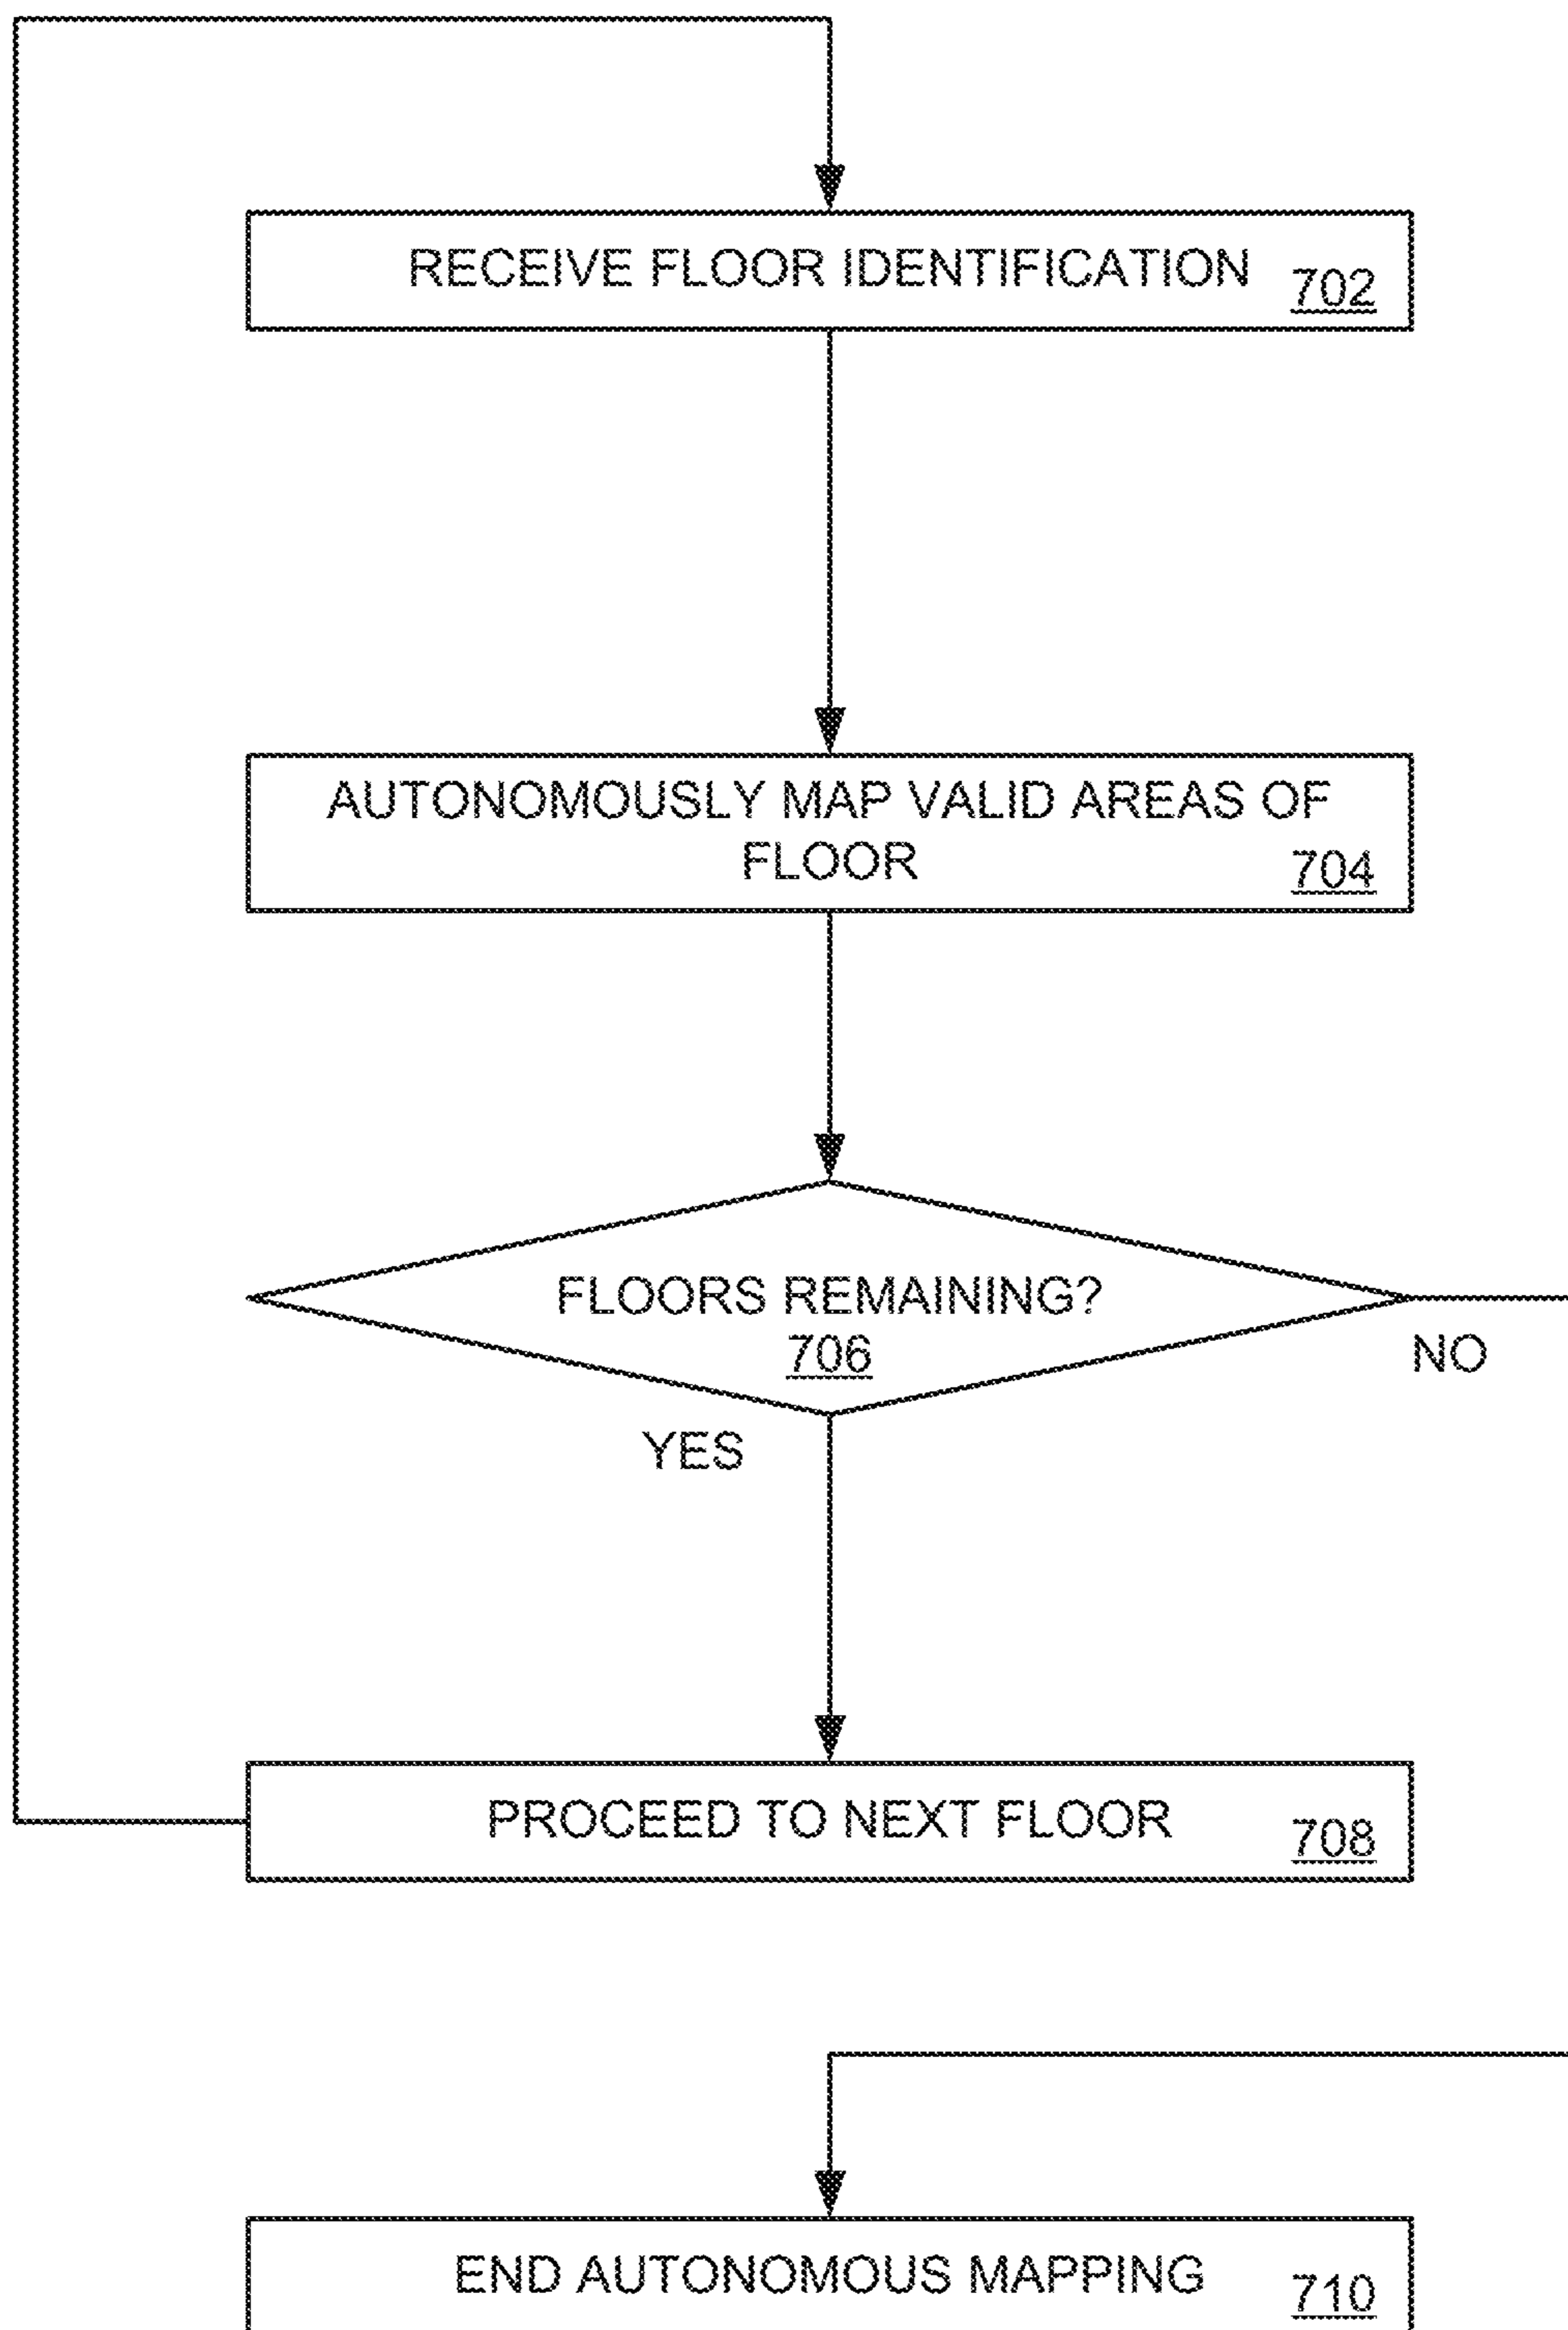 RECEIVE FLOOR IDENTIFICATION
702
AUTONOMOUSLY MAP VALID AREAS OF
FLOOR
704
FLOORS REMAINING?
706
NO
YES
PROCEED TO NEXT FLOOR
708
END AUTONOMOUS MAPPING
710